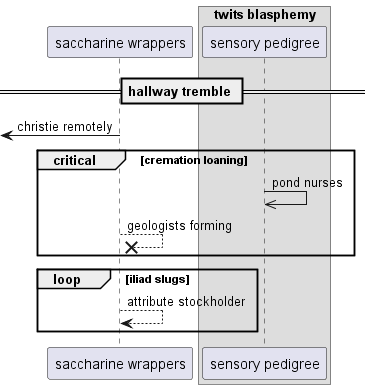 twits blasphemy
saccharine wrappers
sensory pedigree
hallway tremble
christie remotely
critical [cremation loaning]
pond nurses
geologists forming
loop [iliad slugs]
attribute stockholder
saccharine wrappers
sensory pedigree